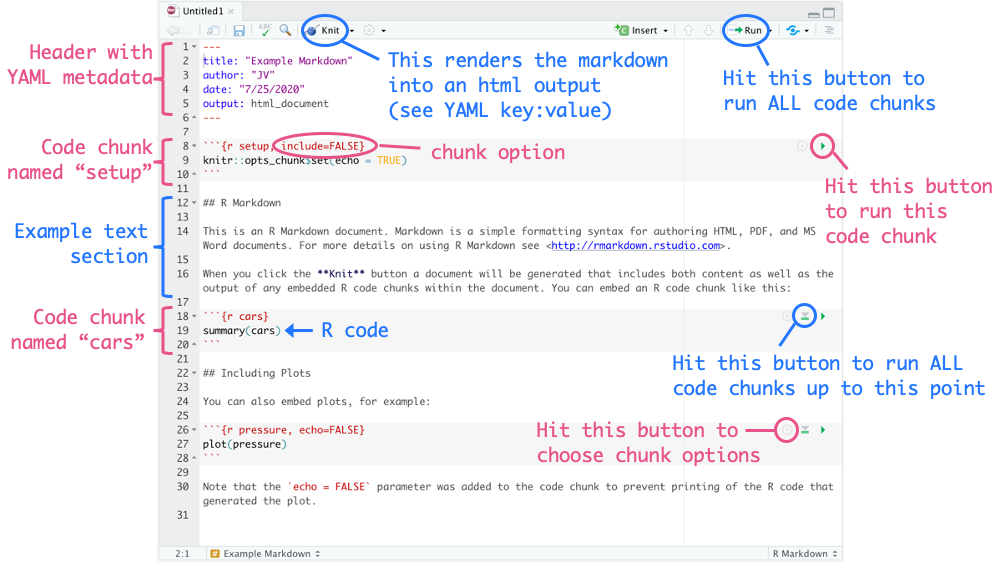 Untitled1
ABC
Knit
Insert
Run
Header with
YAML metadata
1 ---
2 title: "Example Markdown"
3 author: "JV"
4 date: "7/25/2020"
5 output: html_document
6 ---
7
This renders the markdown
into an html output
(see YAML key:value)
Hit this button to
run ALL code chunks
Code chunk
named “setup”
8 ```{r setup, include=FALSE}
9 knitr::opts_chunk$set(echo = TRUE)
10 ```
11
chunk option
Hit this button
to run this
code chunk
Example text
section
12 ## R Markdown
13
14 This is an R Markdown document. Markdown is a simple formatting syntax for authoring HTML, PDF, and MS
Word documents. For more details on using R Markdown see <http://rmarkdown.rstudio.com>.
15
16 When you click the **Knit** button a document will be generated that includes both content as well as the
output of any embedded R code chunks within the document. You can embed an R code chunk like this:
17
Code chunk
named “cars”
18 ```{r cars}
19 summary(cars)
20 ```
R code
Hit this button to run ALL
code chunks up to this point
21
22 ## Including Plots
23
24 You can also embed plots, for example:
25
26 ```{r pressure, echo=FALSE}
27 plot(pressure)
28 ```
Hit this button to
choose chunk options
29
30 Note that the `echo = FALSE` parameter was added to the code chunk to prevent printing of the R code that
generated the plot.
31
2:1
# Example Markdown
R Markdown